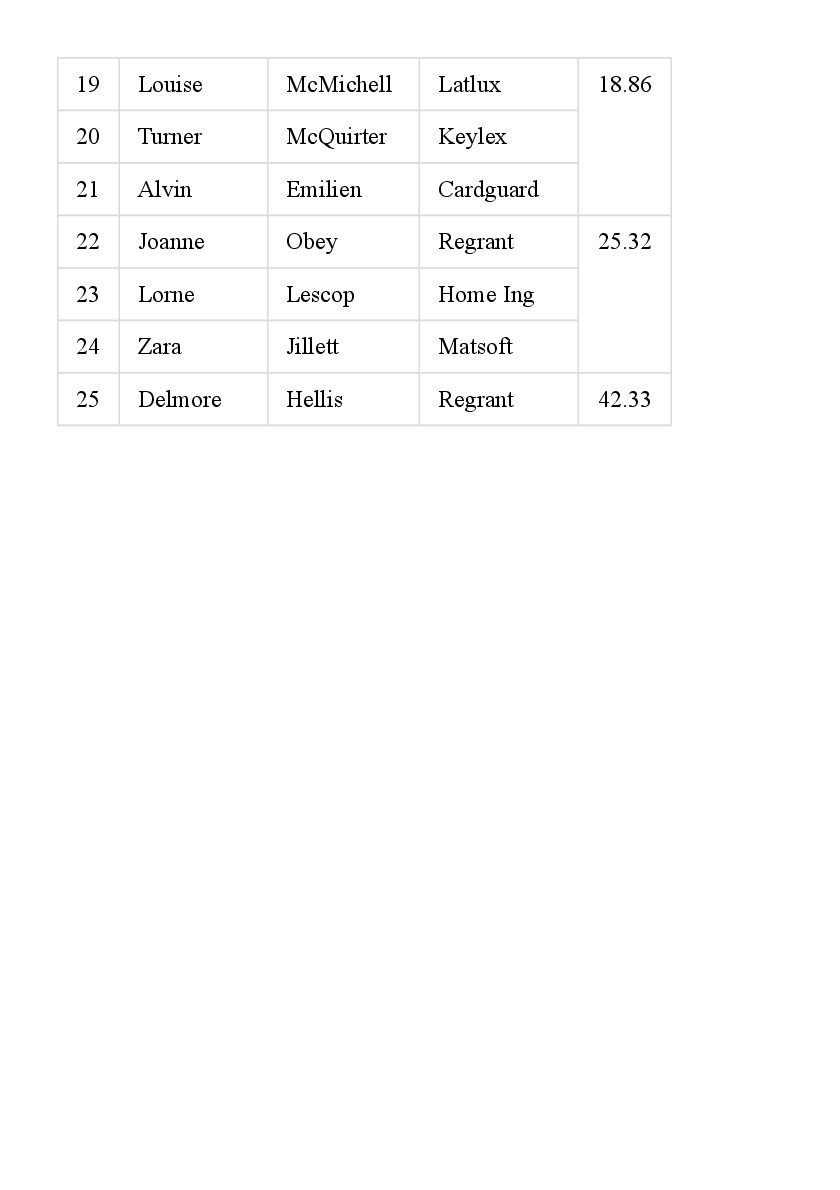 19 Louise McMichell Latlux 18.86
20 Turner McQuirter Keylex
21 Alvin Emilien Cardguard
22 Joanne Obey Regrant 25.32
23 Lorne Lescop Home Ing
24 Zara Jillett Matsoft
25 Delmore Hellis Regrant 42.33